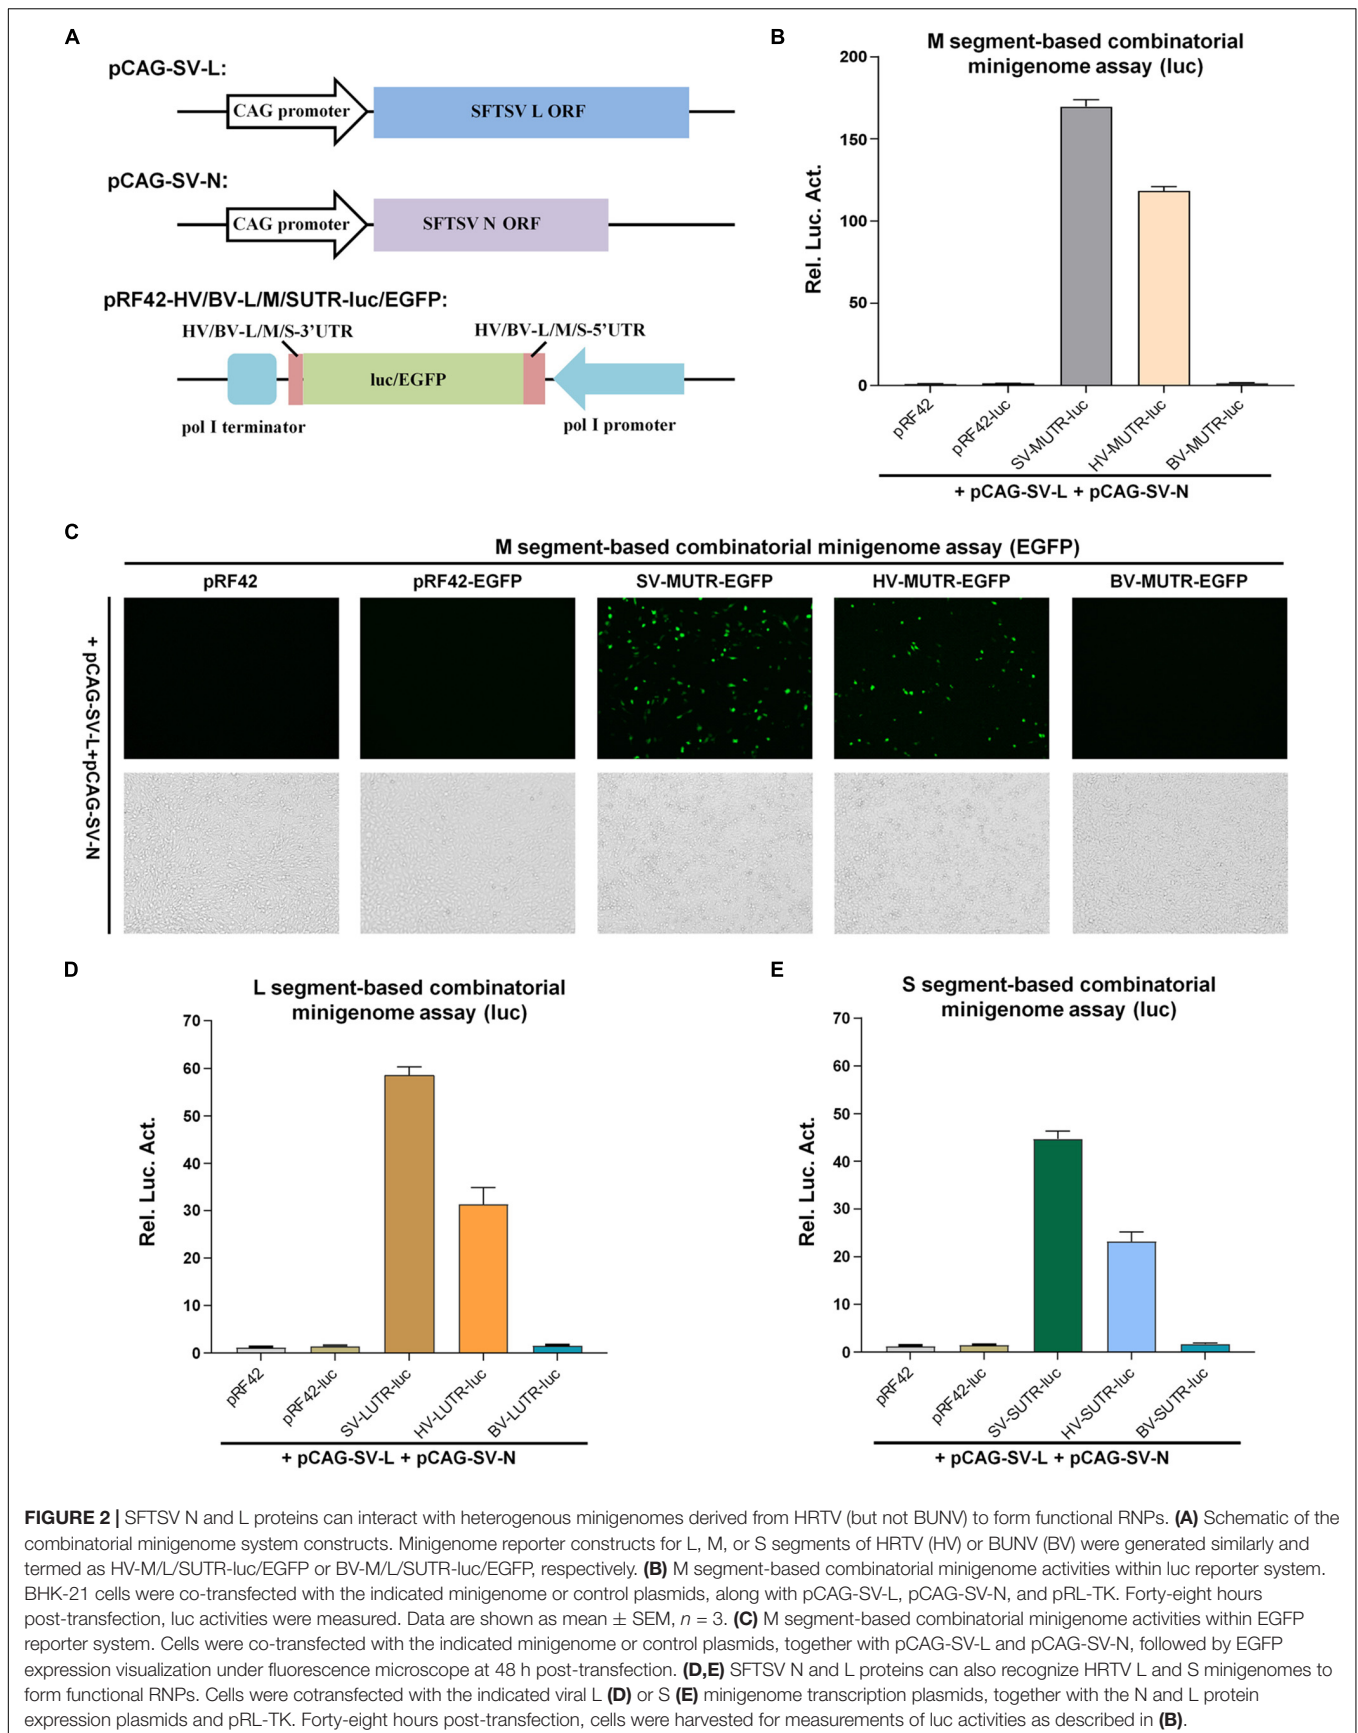 A
pCAG-SV-L:
CAG promoter
SFTSV L ORF
pCAG-SV-N:
CAG promoter
SFTSV N ORF
pRF42-HV/BV-L/M/SUTR-luc/EGFP:
HV/BV-L/M/S-3'UTR
HV/BV-L/M/S-5'UTR
luc/EGFP
pol I terminator
pol I promoter
B
M segment-based combinatorial
minigenome assay (luc)
Rel. Luc. Act.
200
150
100
50
0
pRF42
pRF42-luc
SV-MUTR-luc
HV-MUTR-luc
BV-MUTR-luc
+ pCAG-SV-L + pCAG-SV-N
C
M segment-based combinatorial minigenome assay (EGFP)
pRF42
pRF42-EGFP
SV-MUTR-EGFP
HV-MUTR-EGFP
BV-MUTR-EGFP
+ pCAG-SV-L+pCAG-SV-N
D
L segment-based combinatorial
minigenome assay (luc)
Rel. Luc. Act.
70
60
50
40
30
20
10
0
pRF42
pRF42-luc
SV-LUTR-luc
HV-LUTR-luc
BV-LUTR-luc
+ pCAG-SV-L + pCAG-SV-N
E
S segment-based combinatorial
minigenome assay (luc)
Rel. Luc. Act.
70
60
50
40
30
20
10
0
pRF42
pRF42-luc
SV-SUTR-luc
HV-SUTR-luc
BV-SUTR-luc
+ pCAG-SV-L + pCAG-SV-N
FIGURE 2 | SFTSV N and L proteins can interact with heterogenous minigenomes derived from HRTV (but not BUNV) to form functional RNPs. (A) Schematic of the
combinatorial minigenome system constructs. Minigenome reporter constructs for L, M, or S segments of HRTV (HV) or BUNV (BV) were generated similarly and
termed as HV-M/L/SUTR-luc/EGFP or BV-M/L/SUTR-luc/EGFP, respectively. (B) M segment-based combinatorial minigenome activities within luc reporter system.
BHK-21 cells were co-transfected with the indicated minigenome or control plasmids, along with pCAG-SV-L, pCAG-SV-N, and pRL-TK. Forty-eight hours
post-transfection, luc activities were measured. Data are shown as mean ± SEM, n = 3. (C) M segment-based combinatorial minigenome activities within EGFP
reporter system. Cells were co-transfected with the indicated minigenome or control plasmids, together with pCAG-SV-L and pCAG-SV-N, followed by EGFP
expression visualization under fluorescence microscope at 48 h post-transfection. (D,E) SFTSV N and L proteins can also recognize HRTV L and S minigenomes to
form functional RNPs. Cells were cotransfected with the indicated viral L (D) or S (E) minigenome transcription plasmids, together with the N and L protein
expression plasmids and pRL-TK. Forty-eight hours post-transfection, cells were harvested for measurements of luc activities as described in (B).